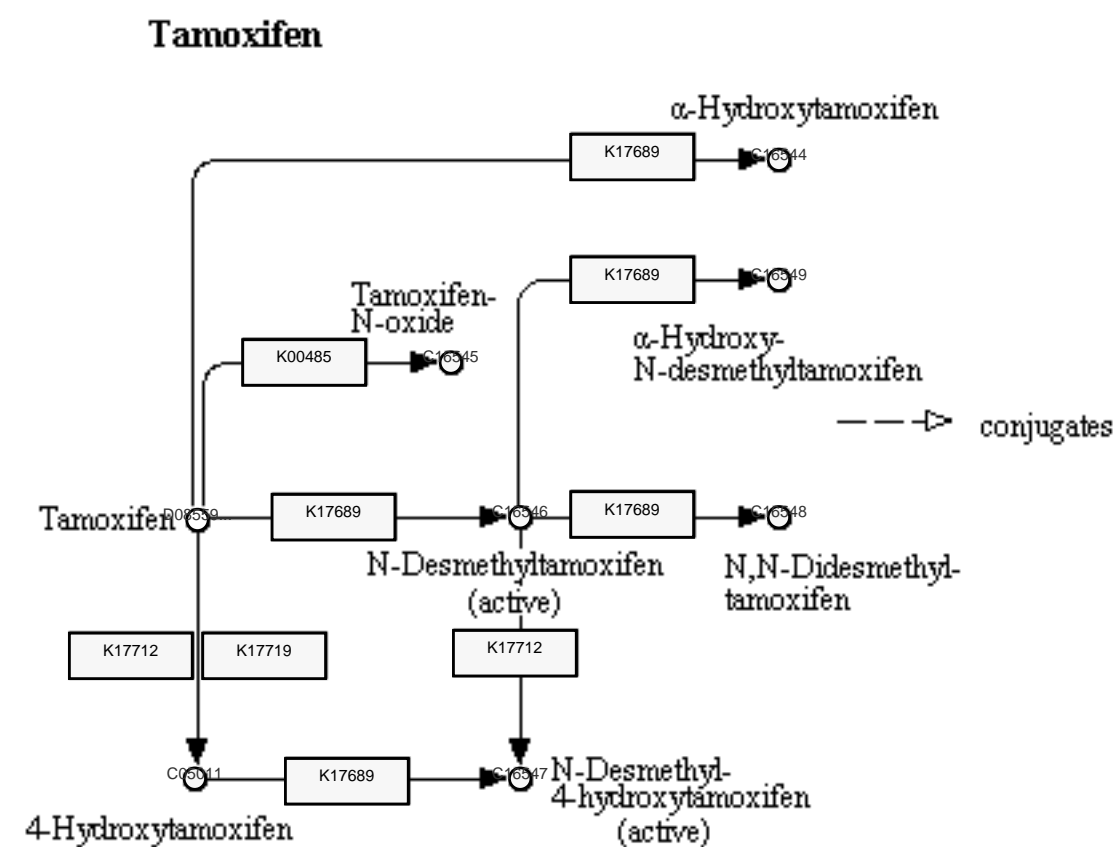 Tamoxifen
α-Hydroxytamoxifen
K17689
C16544
K17689
C16549
Tamoxifen-
N-oxide
K00485
C16545
α-Hydroxy-
N-desmethyltamoxifen
conjugates
Tamoxifen
D08559...
K17689
C16546
K17689
C16548
N-Desmethyltamoxifen
(active)
N,N-Didesmethyl-
tamoxifen
K17712
K17719
K17712
C05011
K17689
C16547
N-Desmethyl-
4-hydroxytamoxifen
(active)
4-Hydroxytamoxifen